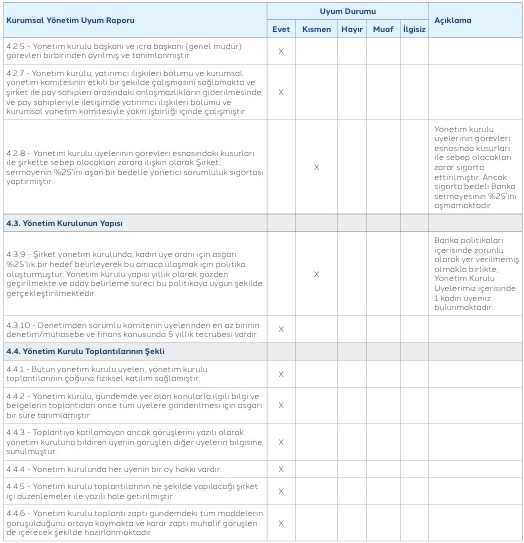 Kurumsal Yönetim Uyum Raporu
Uyum Durumu
Evet
Kısmen
Hayır
Muaf
İlgisiz
Açıklama
4.2.5 - Yönetim kurulu başkanı ve icra başkanı (genel müdür)
görevleri birbirinden ayrılmış ve tanımlanmıştır.
X
4.2.7 - Yönetim kurulu, yatırımcı ilişkileri bölümü ve kurumsal
yönetim komitesinin etkili bir şekilde çalışmasını sağlamakta ve
şirket ile pay sahipleri arasındaki anlaşmazlıkların giderilmesinde
ve pay sahipleriyle iletişimde yatırımcı ilişkileri bölümü ve
kurumsal yönetim komitesiyle yakın işbirliği içinde çalışmıştır.
X
4.2.8 - Yönetim kurulu üyelerinin görevleri esnasındaki kusurları
ile şirkette sebep olacakları zarara ilişkin olarak Şirket,
sermayenin %25'ini aşan bir bedelle yönetici sorumluluk sigortası
yaptırmıştır.
X
Yönetim kurulu
üyelerinin görevleri
esnasında kusurları
ile sebep olacakları
zarar sigorta
ettirilmiştir. Ancak
sigorta bedeli Banka
sermayesinin %25'ini
aşmamaktadır.
4.3. Yönetim Kurulunun Yapısı
4.3.9 - Şirket yönetim kurulunda, kadın üye oranı için asgari
%25'lik bir hedef belirleyerek bu amaca ulaşmak için politika
oluşturmuştur. Yönetim kurulu yapısı yıllık olarak gözden
geçirilmekte ve aday belirleme süreci bu politikaya uygun şekilde
gerçekleştirilmektedir.
X
Banka politikaları
içerisinde zorunlu
olarak yer verilmemiş
olmakla birlikte,
Yönetim Kurulu
Üyelerimiz içerisinde
1 kadın üyemiz
bulunmaktadır.
4.3.10 - Denetimden sorumlu komitenin üyelerinden en az birinin
denetim/muhasebe ve finans konusunda 5 yıllık tecrübesi vardır.
X
4.4. Yönetim Kurulu Toplantılarının Şekli
4.4.1 - Bütün yönetim kurulu üyeleri, yönetim kurulu
toplantılarının çoğuna fiziksel katılım sağlamıştır.
X
4.4.2 - Yönetim kurulu, gündemde yer alan konularla ilgili bilgi ve
belgelerin toplantıdan önce tüm üyelere gönderilmesi için asgari
bir süre tanımlamıştır.
X
4.4.3 - Toplantıya katılamayan ancak görüşlerini yazılı olarak
yönetim kuruluna bildiren üyenin görüşleri diğer üyelerin bilgisine
sunulmuştur.
X
4.4.4 - Yönetim kurulunda her üyenin bir oy hakkı vardır.
X
4.4.5 - Yönetim kurulu toplantılarının ne şekilde yapılacağı şirket
içi düzenlemeler ile yazılı hale getirilmiştir.
X
4.4.6 - Yönetim kurulu toplantı zaptı gündemdeki tüm maddelerin
görüşüldüğünü ortaya koymakta ve karar zaptı muhalif görüşleri
de içerecek şekilde hazırlanmaktadır.
X